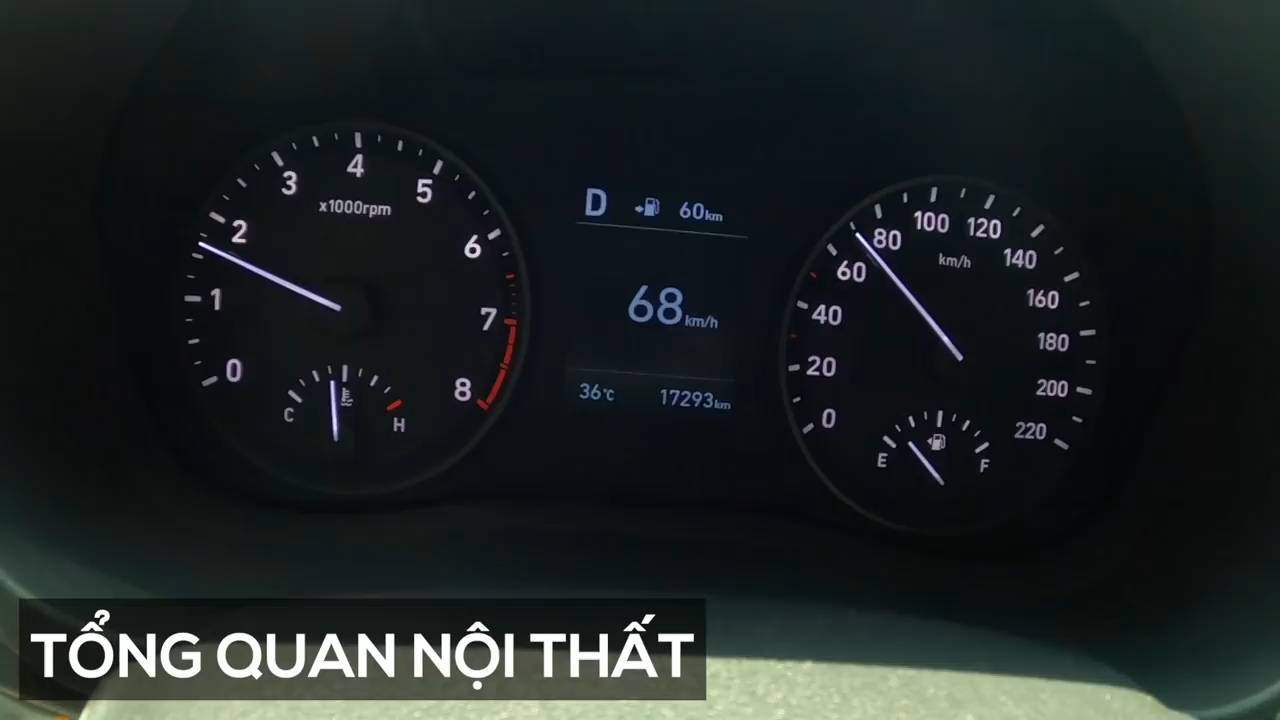 0 1 2 3 4 5 6 7 8
x1000rpm
C H
D 60km
68km/h
36°C 17293km
0 20 40 60 80 100 120 140 160 180 200 220
km/h
E F
TỔNG QUAN NỘI THẤT